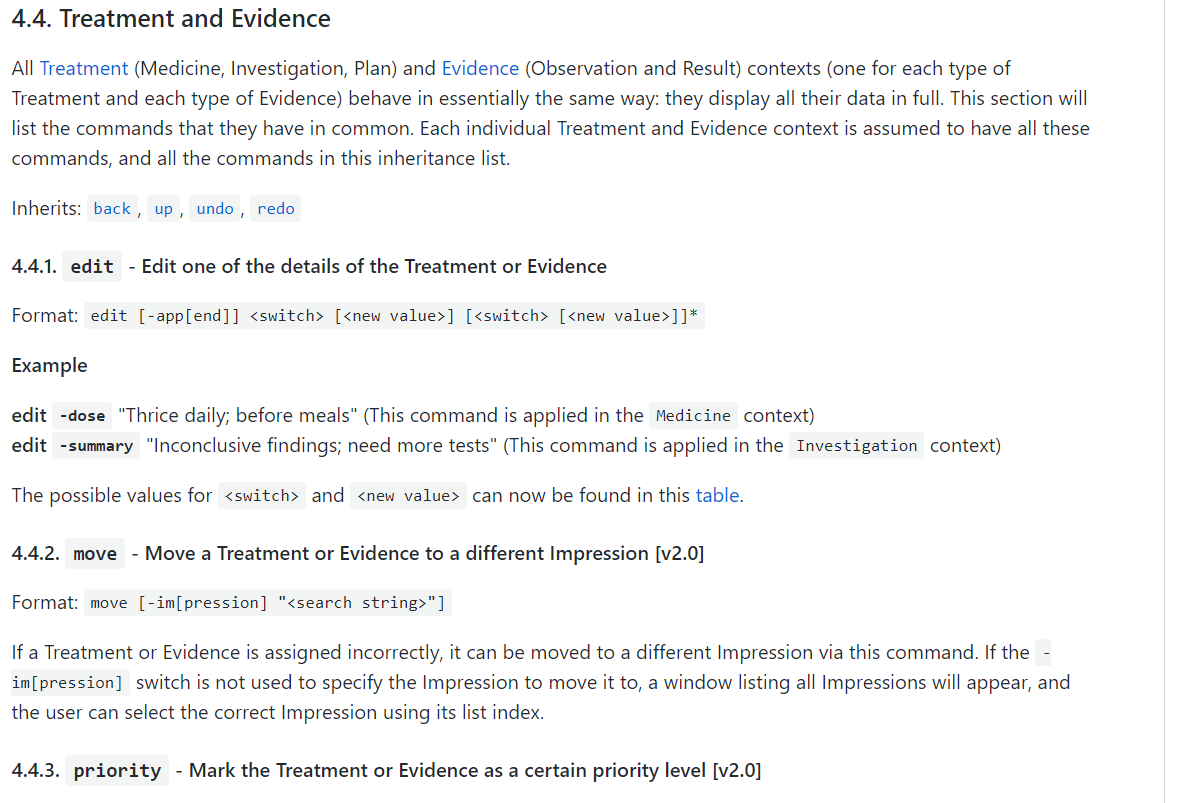 4.4. Treatment and Evidence
All Treatment (Medicine, Investigation, Plan) and Evidence (Observation and Result) contexts (one for each type of
Treatment and each type of Evidence) behave in essentially the same way: they display all their data in full. This section will
list the commands that they have in common. Each individual Treatment and Evidence context is assumed to have all these
commands, and all the commands in this inheritance list.
Inherits: back , up , undo , redo
4.4.1. edit - Edit one of the details of the Treatment or Evidence
Format: edit [-app[end]] <switch> [<new value>] [<switch> [<new value>]]*
Example
edit -dose "Thrice daily; before meals" (This command is applied in the Medicine context)
edit -summary "Inconclusive findings; need more tests" (This command is applied in the Investigation context)
The possible values for <switch> and <new value> can now be found in this table.
4.4.2. move - Move a Treatment or Evidence to a different Impression [v2.0]
Format: move [-im[pression] "<search string>"]
If a Treatment or Evidence is assigned incorrectly, it can be moved to a different Impression via this command. If the -
im[pression] switch is not used to specify the Impression to move it to, a window listing all Impressions will appear, and
the user can select the correct Impression using its list index.
4.4.3. priority - Mark the Treatment or Evidence as a certain priority level [v2.0]